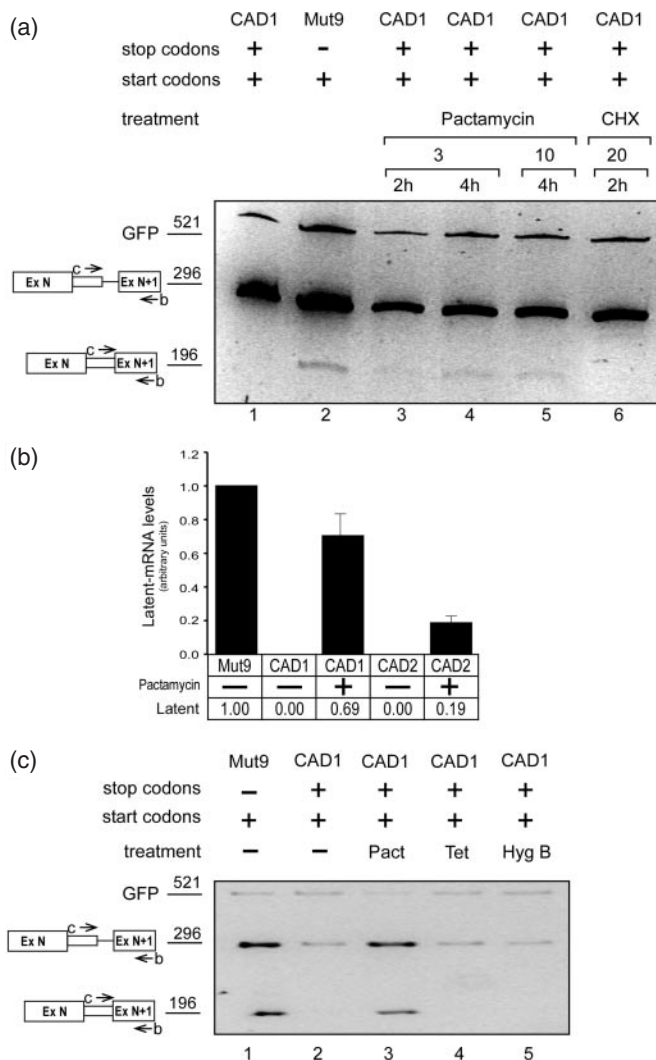 (a)
CAD1 Mut9 CAD1 CAD1 CAD1 CAD1
stop codons + – + + + +
start codons + + + + + +
treatment Pactamycin CHX
3 10 20
2h 4h 4h 2h
GFP 521
Ex N c Ex N+1 b 296
Ex N c Ex N+1 b 196
1 2 3 4 5 6
(b)
Latent-mRNA levels
(arbitrary units)
1.2
1.0
0.8
0.6
0.4
0.2
0.0
Mut9 CAD1 CAD1 CAD2 CAD2
Pactamycin — — + — +
Latent 1.00 0.00 0.69 0.00 0.19
(c)
Mut9 CAD1 CAD1 CAD1 CAD1
stop codons – + + + +
start codons + + + + +
treatment – – Pact Tet Hyg B
GFP 521
Ex N c Ex N+1 b 296
Ex N c Ex N+1 b 196
1 2 3 4 5